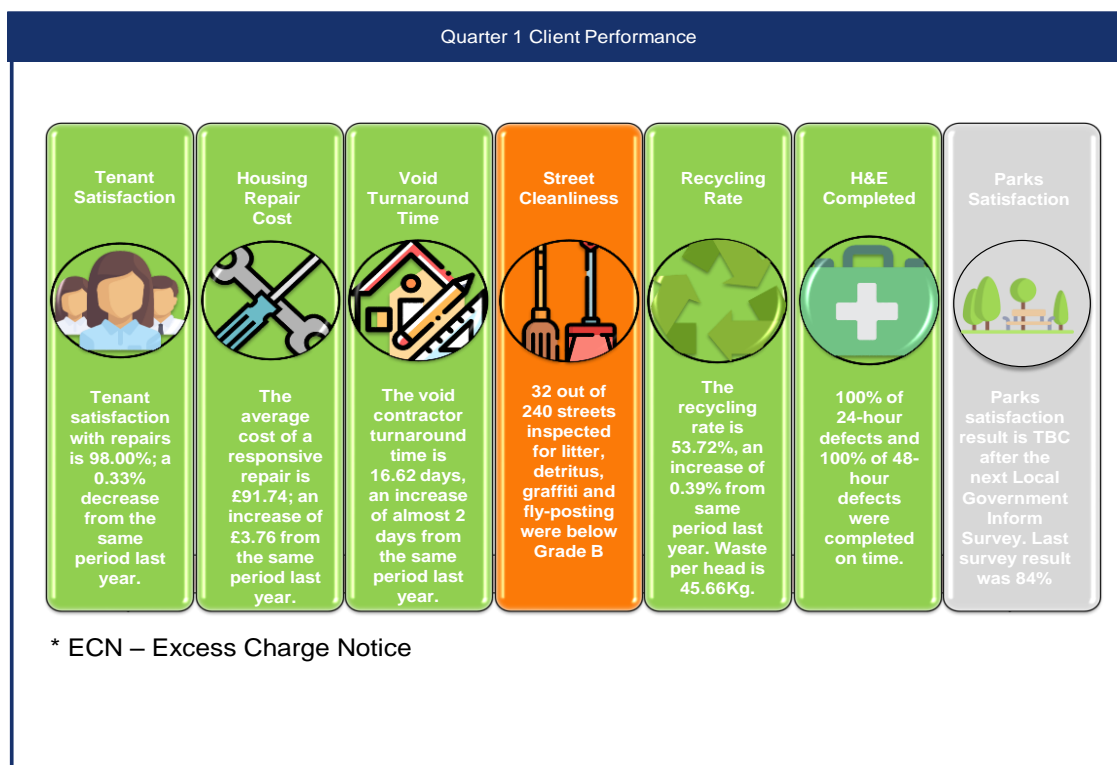 Quarter 1 Client Performance
Tenant
Satisfaction
Tenant
satisfaction
with repairs
is 98.00%; a
0.33%
decrease
from the
same
period last
year.
Housing
Repair
Cost
The
average
cost of a
responsive
repair is
£91.74; an
increase of
£3.76 from
the same
period last
year.
Void
Turnaround
Time
The void
contractor
turnaround
time is
16.62 days,
an increase
of almost 2
days from
the same
period last
year.
Street
Cleanliness
32 out of
240 streets
inspected
for litter,
detritus,
graffiti and
fly-posting
were below
Grade B
Recycling
Rate
The
recycling
rate is
53.72%, an
increase of
0.39% from
same
period last
year. Waste
per head is
45.66Kg.
H&E
Completed
100% of
24-hour
defects and
100% of 48-
hour
defects
were
completed
on time.
Parks
Satisfaction
Parks
satisfaction
result is TBC
after the
next Local
Government
Inform
Survey. Last
survey result
was 84%
* ECN – Excess Charge Notice